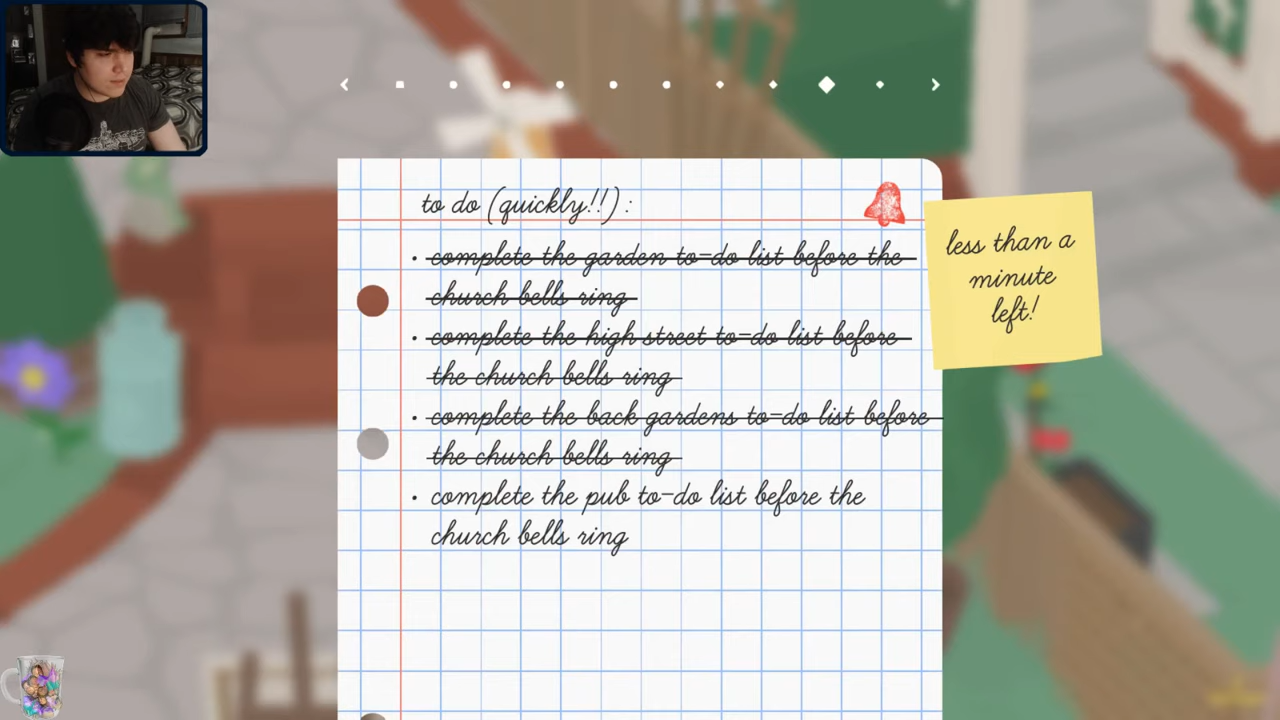 to do (quickly!!) :
• complete the garden to-do list before the
church bells ring
• complete the high street to-do list before
the church bells ring
• complete the back gardens to-do list before
the church bells ring
• complete the pub to-do list before the
church bells ring
less than a
minute
left!